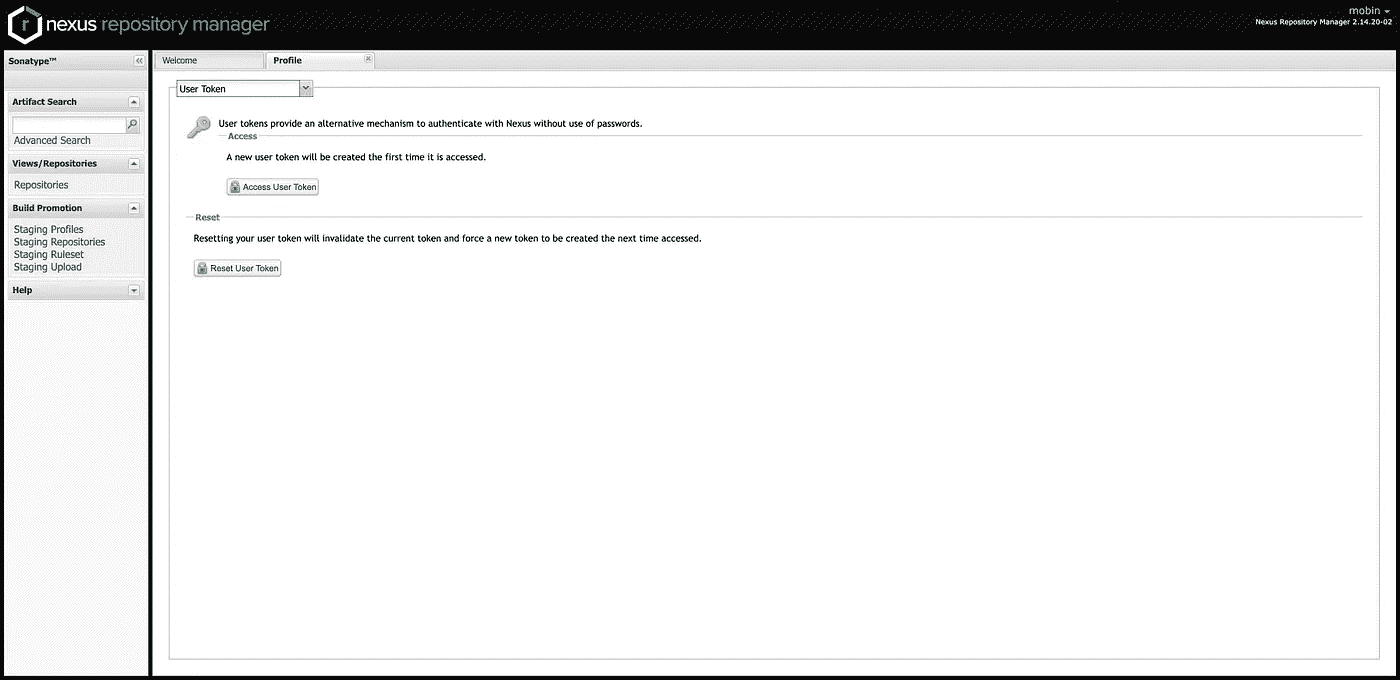 nexus repository manager
mobin
Nexus Repository Manager 2.14.20-02
Sonatype™
Welcome
Profile
Artifact Search
Advanced Search
Views/Repositories
Repositories
Build Promotion
Staging Profiles
Staging Repositories
Staging Ruleset
Staging Upload
Help
User Token
User tokens provide an alternative mechanism to authenticate with Nexus without use of passwords.
Access
A new user token will be created the first time it is accessed.
Access User Token
Reset
Resetting your user token will invalidate the current token and force a new token to be created the next time accessed.
Reset User Token